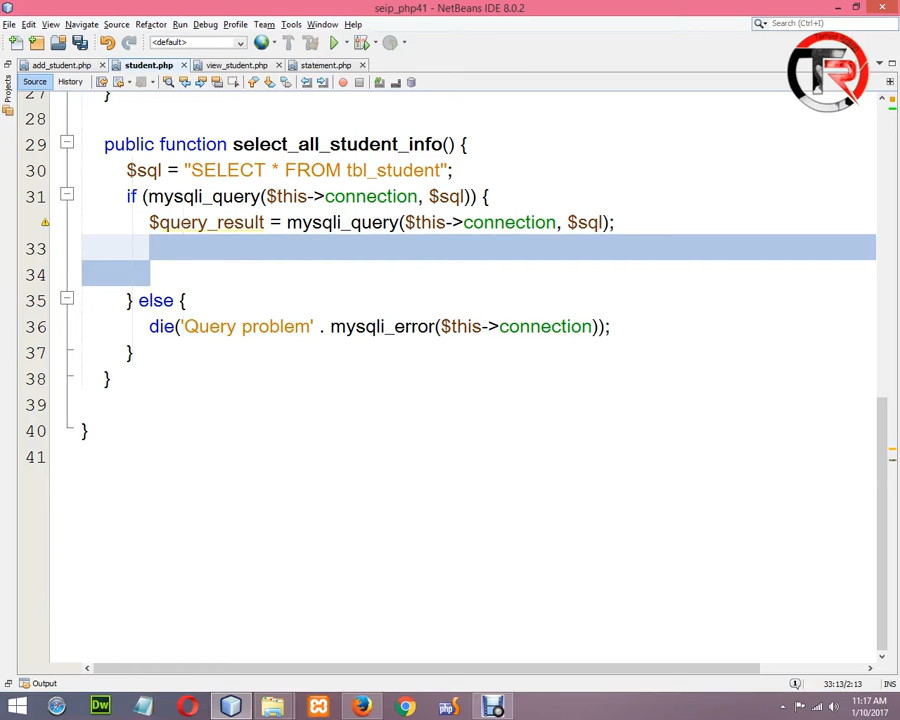 seip_php41 - NetBeans IDE 8.0.2
File Edit View Navigate Source Refactor Run Debug Profile Team Tools Window Help
Search (Ctrl+I)
<default>
add_student.php student.php view_student.php statement.php
Source History
Projects
27 }
28
29 public function select_all_student_info() {
30 $sql = "SELECT * FROM tbl_student";
31 if (mysqli_query($this->connection, $sql)) {
$query_result = mysqli_query($this->connection, $sql);
33
34
35 } else {
36 die('Query problem' . mysqli_error($this->connection));
37 }
38 }
39
40 }
41
Output
33:13/2:13 INS
Dw
11:17 AM
1/10/2017